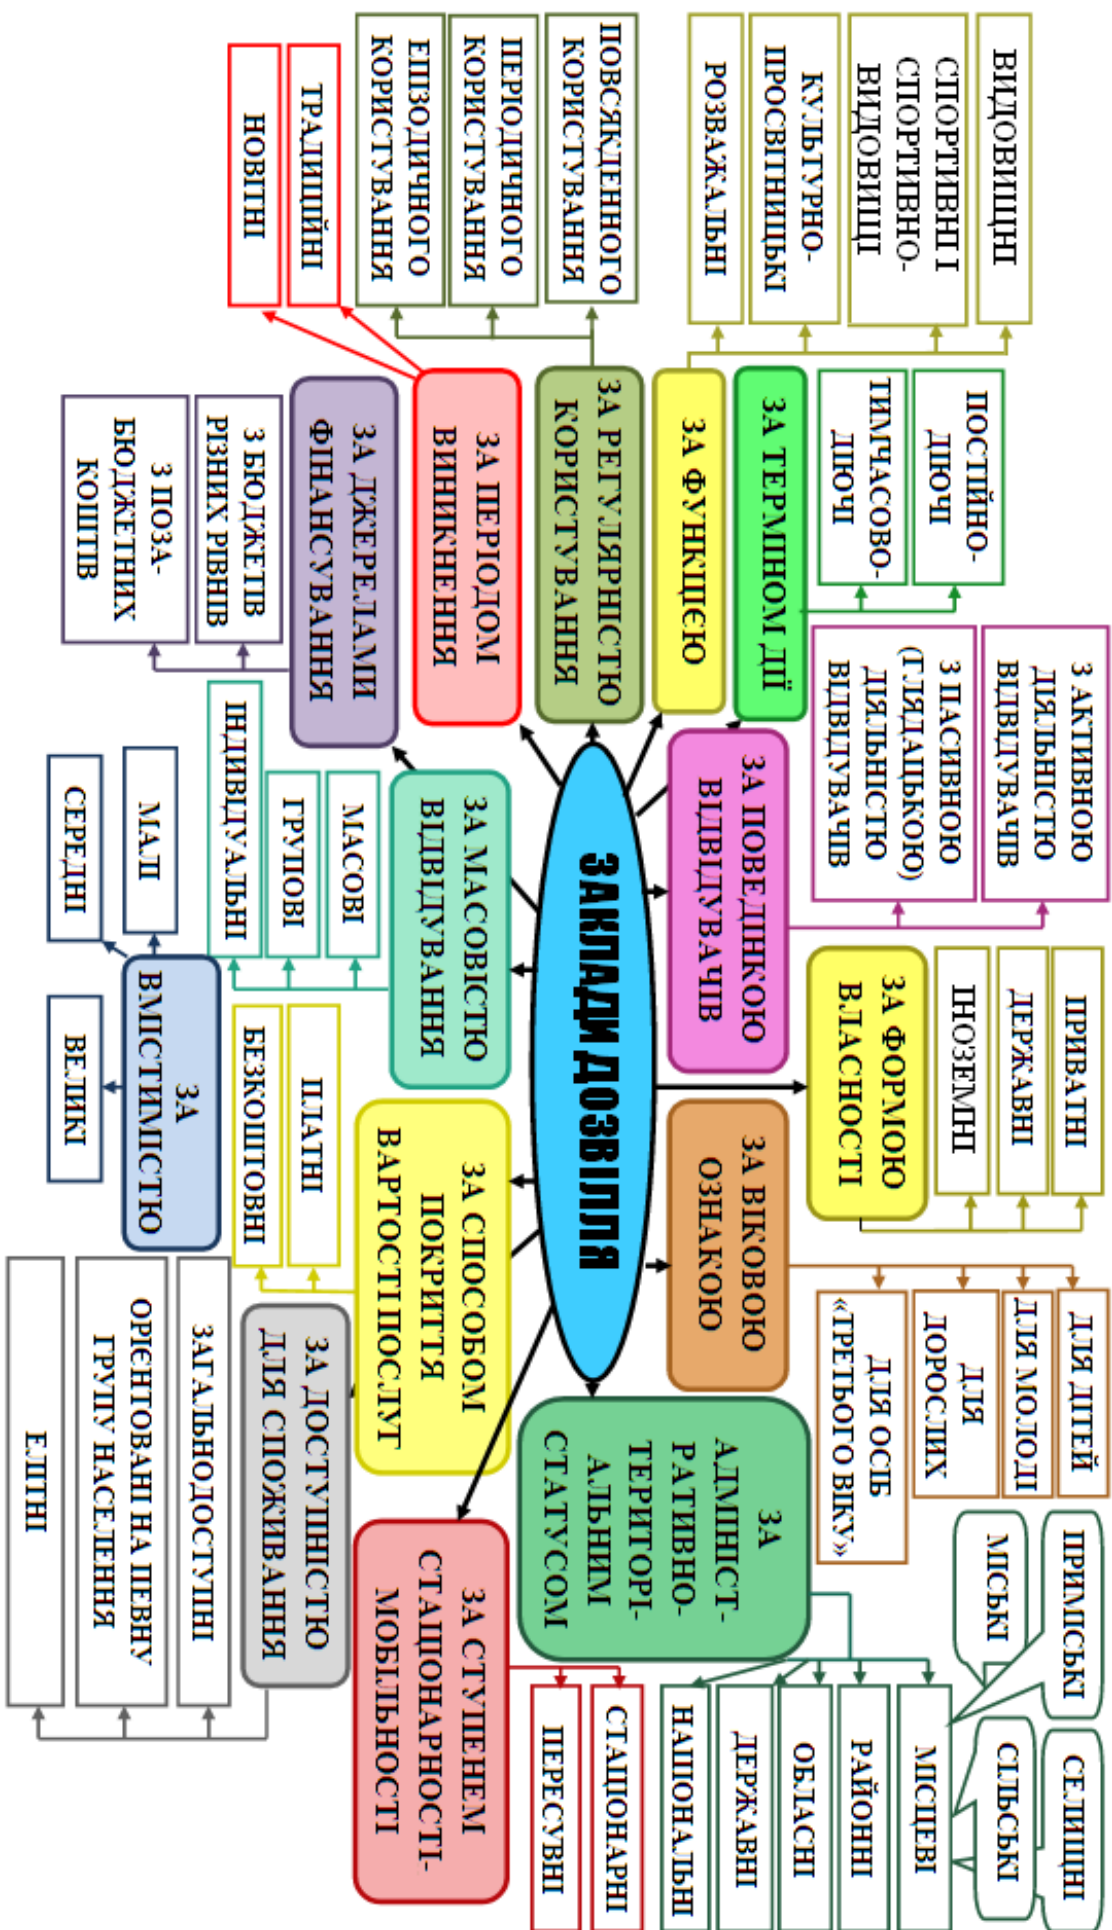 ВИДОВИЩНІ
СПОРТИВНІ І
СПОРТИВНО-
ВИДОВИЩІ
КУЛЬТУРНО-
ПРОСВІТНИЦЬКІ
РОЗВАЖАЛЬНІ
ЗА ФУНКЦІЄЮ
ПОСТІЙНО-
ДІЮЧІ
ТИМЧАСОВО-
ДІЮЧІ
ЗА ТЕРМІНОМ ДІЇ
З АКТИВНОЮ
ДІЯЛЬНІСТЮ
ВІДВІДУВАЧІВ
З ПАСИВНОЮ
(ГЛЯДАЦЬКОЮ)
ДІЯЛЬНІСТЮ
ВІДВІДУВАЧІВ
ЗА ПОВЕДІНКОЮ
ВІДВІДУВАЧІВ
ПРИВАТНІ
ДЕРЖАВНІ
ІНОЗЕМНІ
ЗА ФОРМОЮ
ВЛАСНОСТІ
ДЛЯ ДІТЕЙ
ДЛЯ МОЛОДІ
ДЛЯ
ДОРОСЛИХ
ДЛЯ ОСІБ
«ТРЕТЬОГО ВІКУ»
ЗА ВІКОВОЮ
ОЗНАКОЮ
ПРИМІСЬКІ
СЕЛИЩНІ
МІСЬКІ
СІЛЬСЬКІ
МІСЦЕВІ
РАЙОННІ
ОБЛАСНІ
ДЕРЖАВНІ
НАЦІОНАЛЬНІ
ЗА
АДМІНІСТ-
РАТИВНО-
ТЕРИТОРІ-
АЛЬНИМ
СТАТУСОМ
ЗАКЛАДИ ДОЗВІЛЛЯ
ПОВСЯКДЕННОГО
КОРИСТУВАННЯ
ПЕРІОДИЧНОГО
КОРИСТУВАННЯ
ЕПІЗОДИЧНОГО
КОРИСТУВАННЯ
ЗА РЕГУЛЯРНІСТЮ
КОРИСТУВАННЯ
ТРАДИЦІЙНІ
НОВІТНІ
ЗА ПЕРІОДОМ
ВИНИКНЕННЯ
ЗА ДЖЕРЕЛАМИ
ФІНАНСУВАННЯ
З БЮДЖЕТІВ
РІЗНИХ РІВНІВ
З ПОЗА-
БЮДЖЕТНИХ
КОШТІВ
ЗА МАСОВІСТЮ
ВІДВІДУВАННЯ
МАСОВІ
ГРУПОВІ
ІНДИВІДУАЛЬНІ
ЗА
ВМІСТИМІСТЮ
МАЛІ
СЕРЕДНІ
ВЕЛИКІ
ЗА СПОСОБОМ
ПОКРИТТЯ
ВАРТОСТІ ПОСЛУГ
ПЛАТНІ
БЕЗКОШТОВНІ
ЗА ДОСТУПНІСТЮ
ДЛЯ СПОЖИВАННЯ
ЗАГАЛЬНОДОСТУПНІ
ОРІЄНТОВАНІ НА ПЕВНУ
ГРУПУ НАСЕЛЕННЯ
ЕЛІТНІ
ЗА СТУПЕНЕМ
СТАЦІОНАРНОСТІ-
МОБІЛЬНОСТІ
СТАЦІОНАРНІ
ПЕРЕСУВНІ